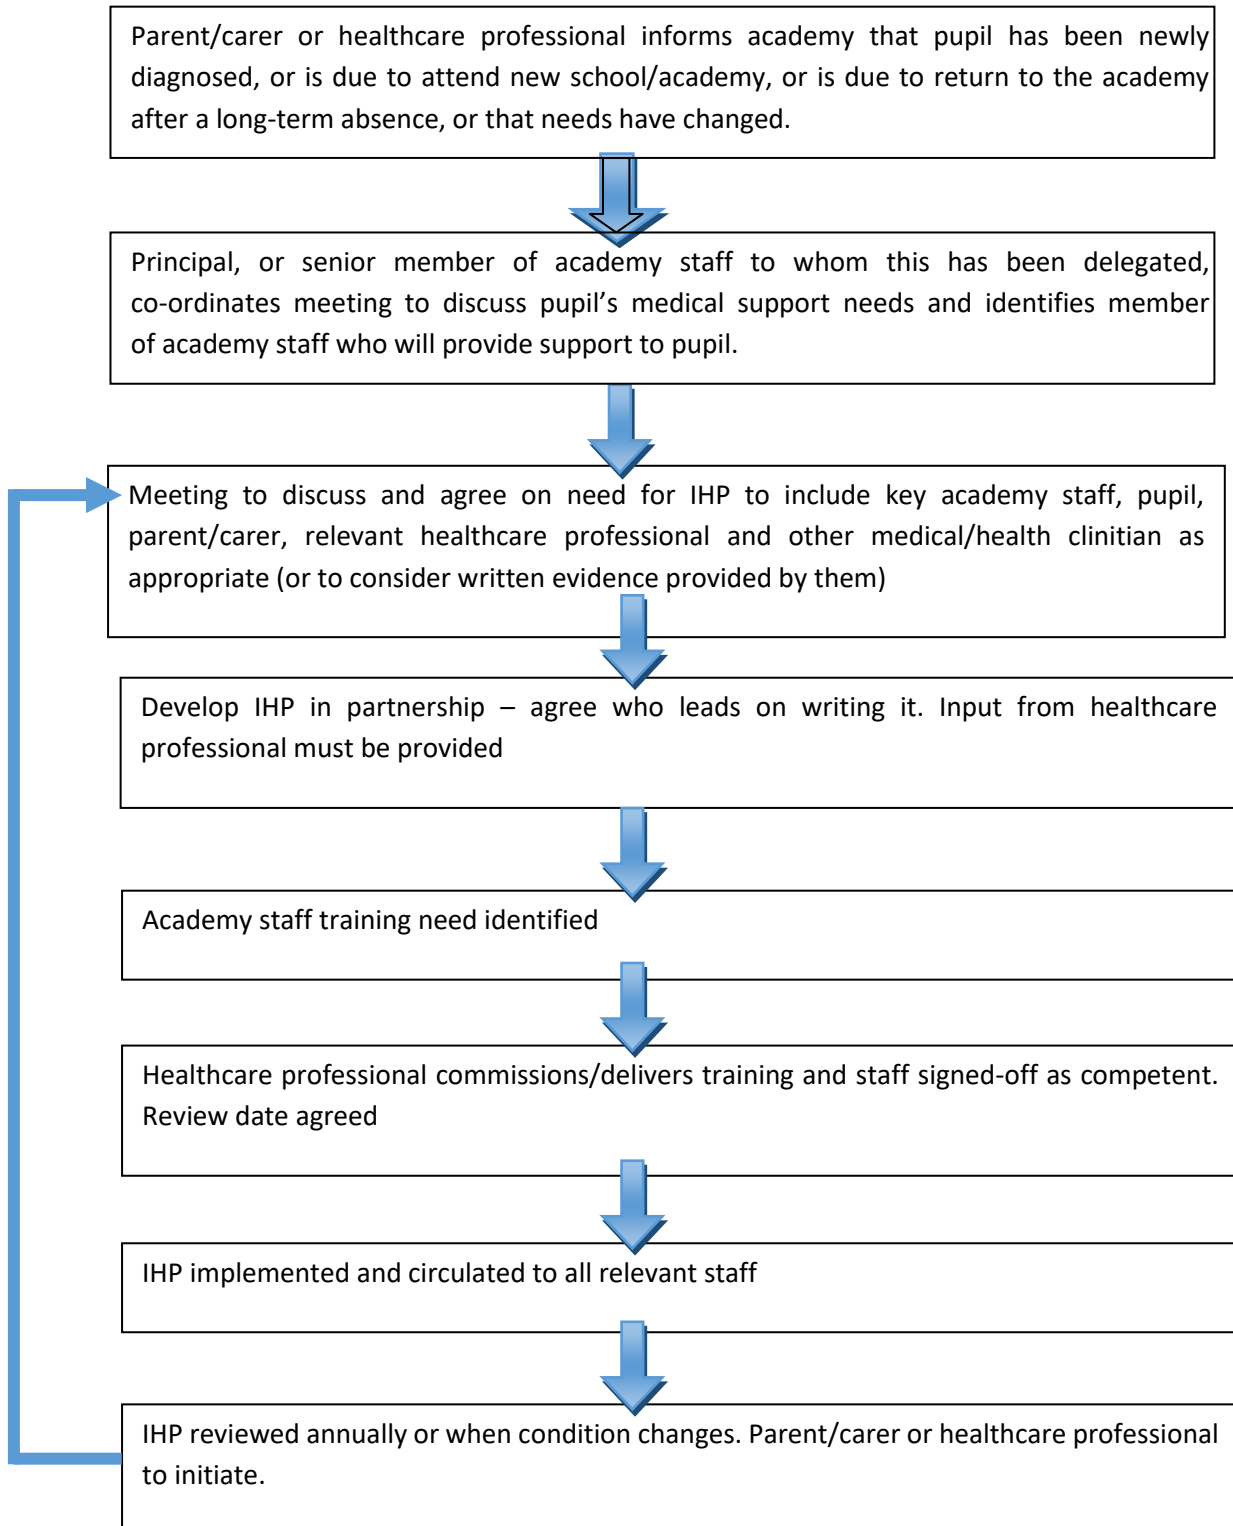 Parent/carer or healthcare professional informs academy that pupil has been newly
diagnosed, or is due to attend new school/academy, or is due to return to the academy
after a long-term absence, or that needs have changed.
Principal, or senior member of academy staff to whom this has been delegated,
co-ordinates meeting to discuss pupil’s medical support needs and identifies member
of academy staff who will provide support to pupil.
Meeting to discuss and agree on need for IHP to include key academy staff, pupil,
parent/carer, relevant healthcare professional and other medical/health clinitian as
appropriate (or to consider written evidence provided by them)
Develop IHP in partnership – agree who leads on writing it. Input from healthcare
professional must be provided
Academy staff training need identified
Healthcare professional commissions/delivers training and staff signed-off as competent.
Review date agreed
IHP implemented and circulated to all relevant staff
IHP reviewed annually or when condition changes. Parent/carer or healthcare professional
to initiate.